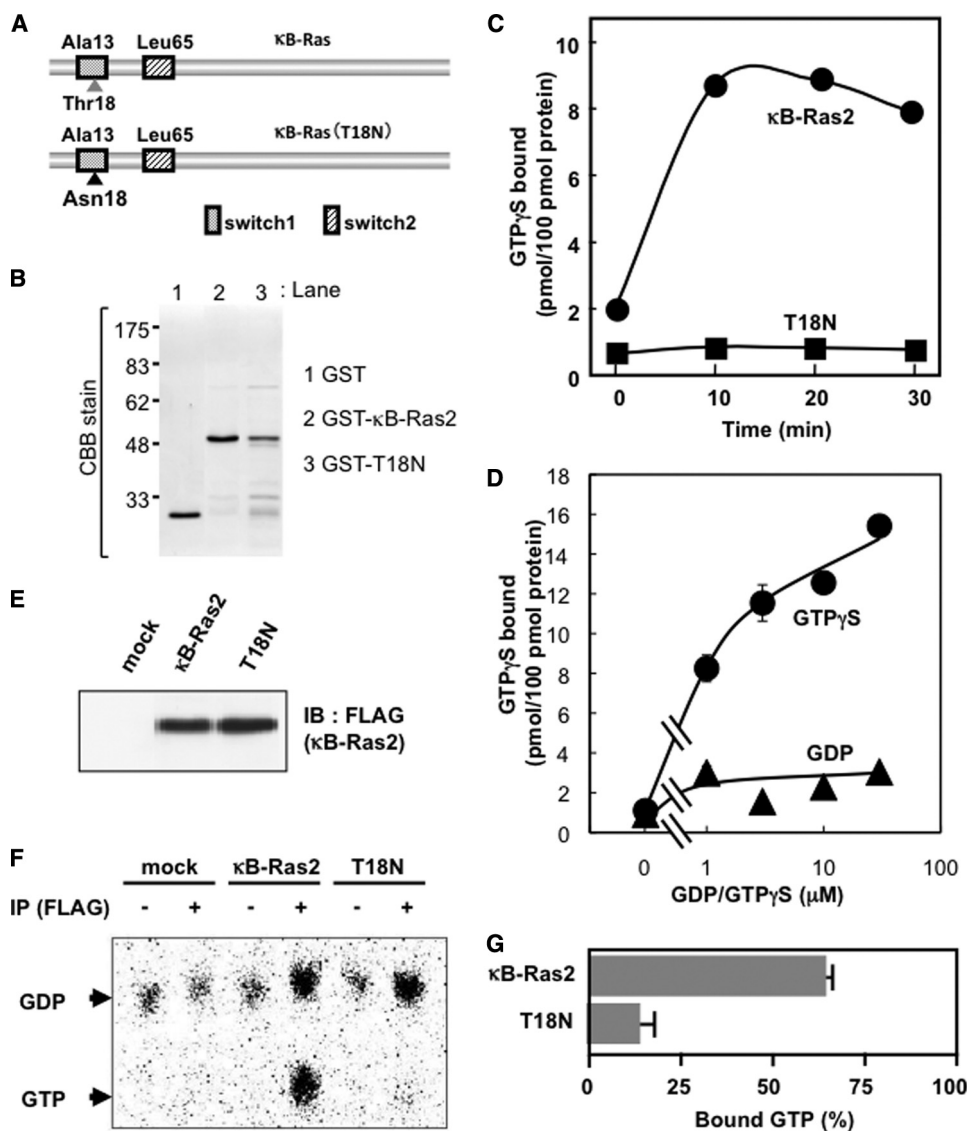 A
Ala13 Leu65 κB-Ras
Thr18
Ala13 Leu65 κB-Ras(T18N)
Asn18
switch1 switch2
B
1 2 3 : Lane
CBB stain
175
83
62
48
33
1 GST
2 GST-κB-Ras2
3 GST-T18N
C
GTPγS bound
(pmol/100 pmol protein)
10
8
6
4
2
0
κB-Ras2
T18N
0 10 20 30
Time (min)
D
GTPγS bound
(pmol/100 pmol protein)
16
14
12
10
8
6
4
2
0
GTPγS
GDP
0 1 10 100
GDP/GTPγS (μM)
E
mock κB-Ras2 T18N
IB : FLAG
(κB-Ras2)
F
mock κB-Ras2 T18N
IP (FLAG) - + - + - +
GDP
GTP
G
κB-Ras2
T18N
0 25 50 75 100
Bound GTP (%)